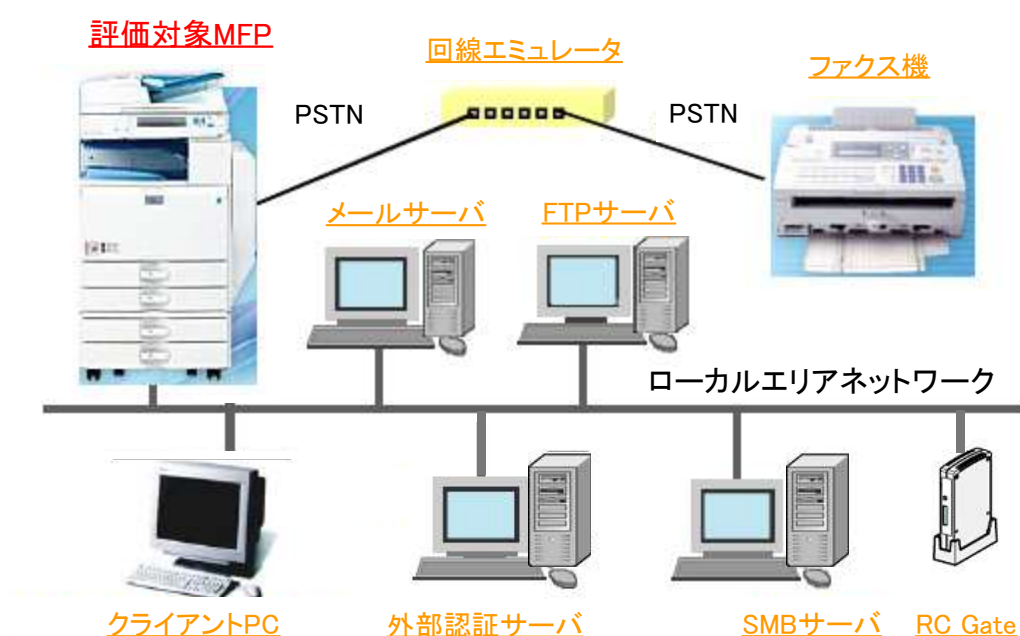 評価対象MFP
回線エミュレータ
ファクス機
PSTN
PSTN
メールサーバ
FTPサーバ
ローカルエリアネットワーク
クライアントPC
外部認証サーバ
SMBサーバ
RC Gate